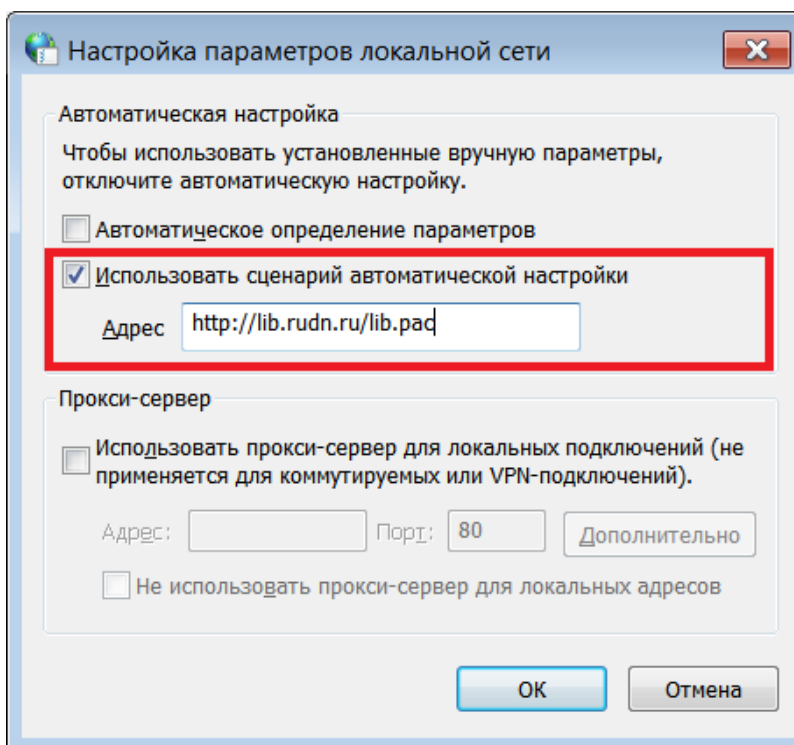 Настройка параметров локальной сети
Автоматическая настройка
Чтобы использовать установленные вручную параметры,
отключите автоматическую настройку.
Автоматическое определение параметров
Использовать сценарий автоматической настройки
Адрес http://lib.rudn.ru/lib.pac
Прокси-сервер
Использовать прокси-сервер для локальных подключений (не
применяется для коммутируемых или VPN-подключений).
Адрес: Порт: 80 Дополнительно
Не использовать прокси-сервер для локальных адресов
ОК Отмена